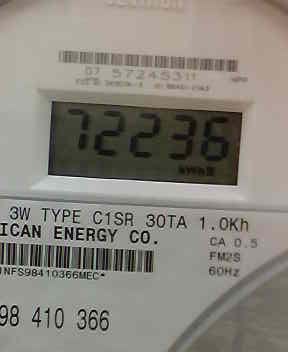 07 57245311
72236
kWh
3W TYPE C1SR 30TA 1.0Kh
ICAN ENERGY CO.
CA 0.5
FM2S
60Hz
INFS98410366MEC*
98 410 366